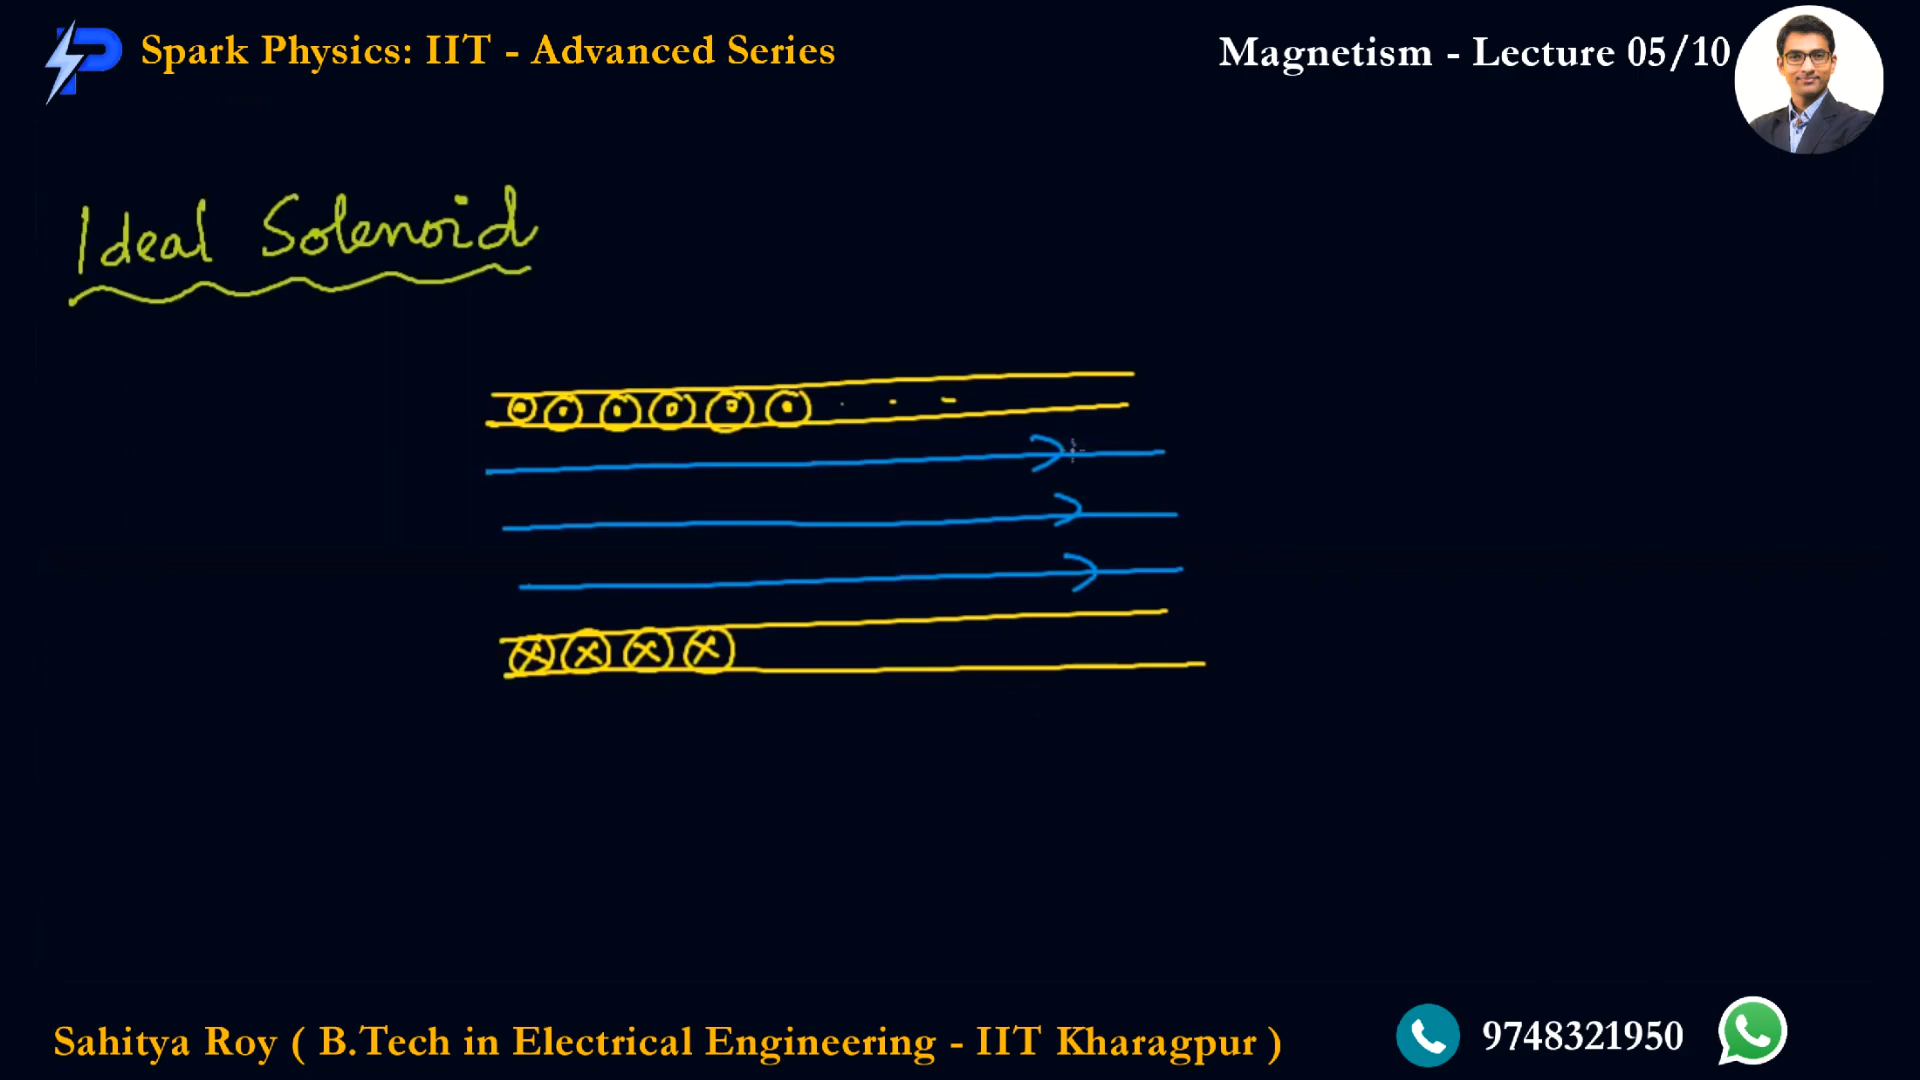 Spark Physics: IIT - Advanced Series
Magnetism - Lecture 05/10
Ideal Solenoid
Sahitya Roy ( B.Tech in Electrical Engineering - IIT Kharagpur )
9748321950